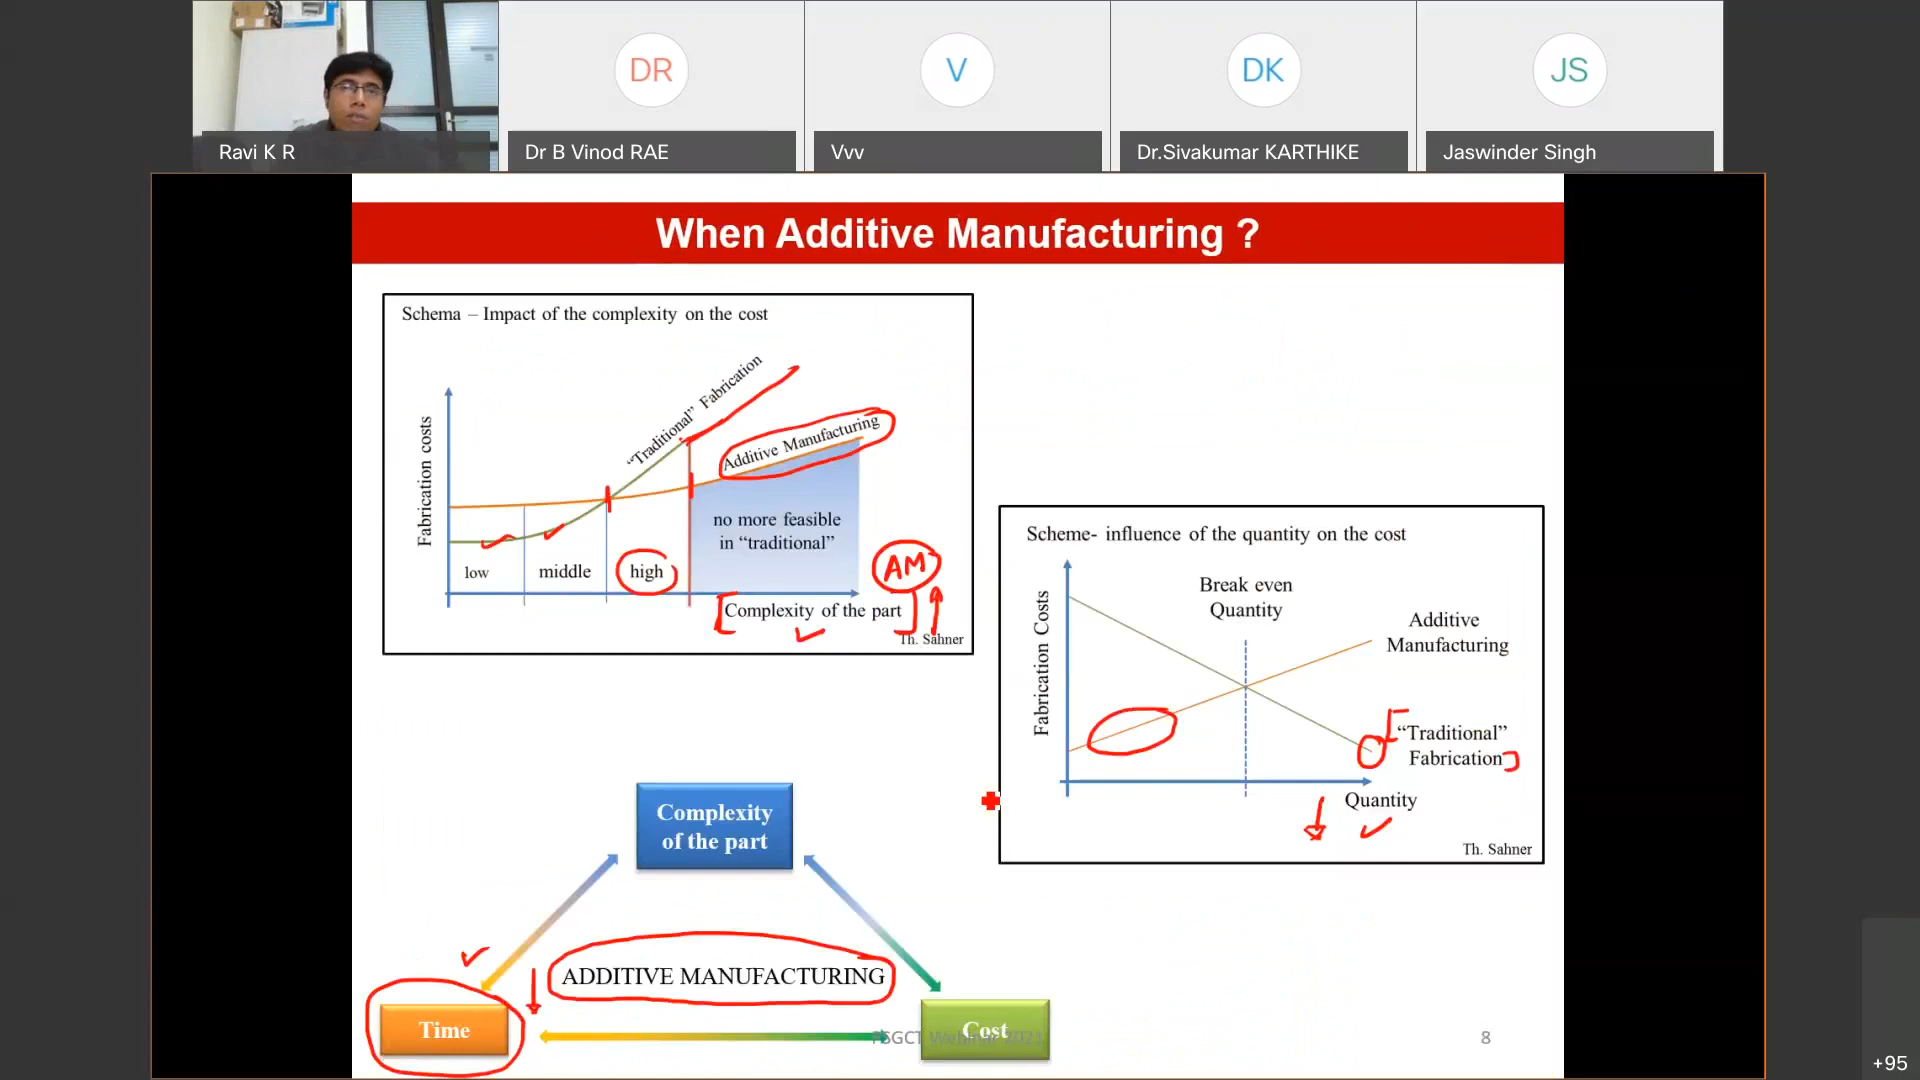 DR
V
DK
JS
Ravi K R
Dr B Vinod RAE
Vvv
Dr.Sivakumar KARTHIKE
Jaswinder Singh
When Additive Manufacturing ?
Schema – Impact of the complexity on the cost
Fabrication costs
“Traditional” Fabrication
Additive Manufacturing
no more feasible
in “traditional”
low
middle
high
AM
Complexity of the part
Th. Sahner
Scheme- influence of the quantity on the cost
Fabrication Costs
Break even
Quantity
Additive
Manufacturing
“Traditional”
Fabrication
Quantity
Th. Sahner
Complexity
of the part
ADDITIVE MANUFACTURING
Time
Cost
PSGCT Webinar 2021
8
+95